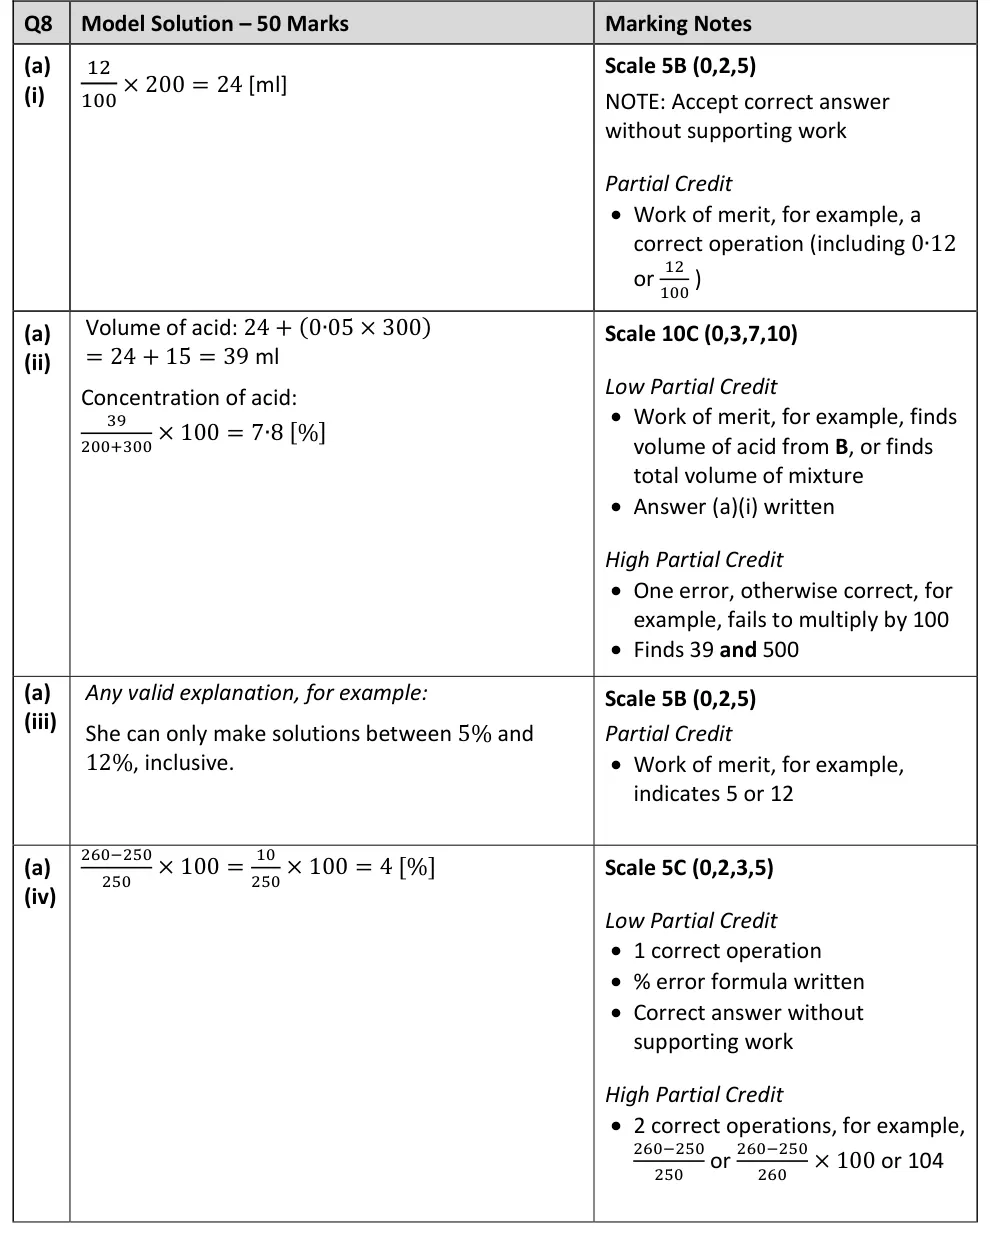 Q8 Model Solution – 50 Marks Marking Notes
(a)
(i)
12/100 × 200 = 24 [ml]
Scale 5B (0,2,5)
NOTE: Accept correct answer
without supporting work
Partial Credit
• Work of merit, for example, a
correct operation (including 0·12
or 12/100 )
(a)
(ii)
Volume of acid: 24 + (0·05 × 300)
= 24 + 15 = 39 ml
Concentration of acid:
39/200+300 × 100 = 7·8 [%]
Scale 10C (0,3,7,10)
Low Partial Credit
• Work of merit, for example, finds
volume of acid from B, or finds
total volume of mixture
• Answer (a)(i) written
High Partial Credit
• One error, otherwise correct, for
example, fails to multiply by 100
• Finds 39 and 500
(a)
(iii)
Any valid explanation, for example:
She can only make solutions between 5% and
12%, inclusive.
Scale 5B (0,2,5)
Partial Credit
• Work of merit, for example,
indicates 5 or 12
(a)
(iv)
260−250/250 × 100 = 10/250 × 100 = 4 [%]
Scale 5C (0,2,3,5)
Low Partial Credit
• 1 correct operation
• % error formula written
• Correct answer without
supporting work
High Partial Credit
• 2 correct operations, for example,
260−250/250 or 260−250/260 × 100 or 104